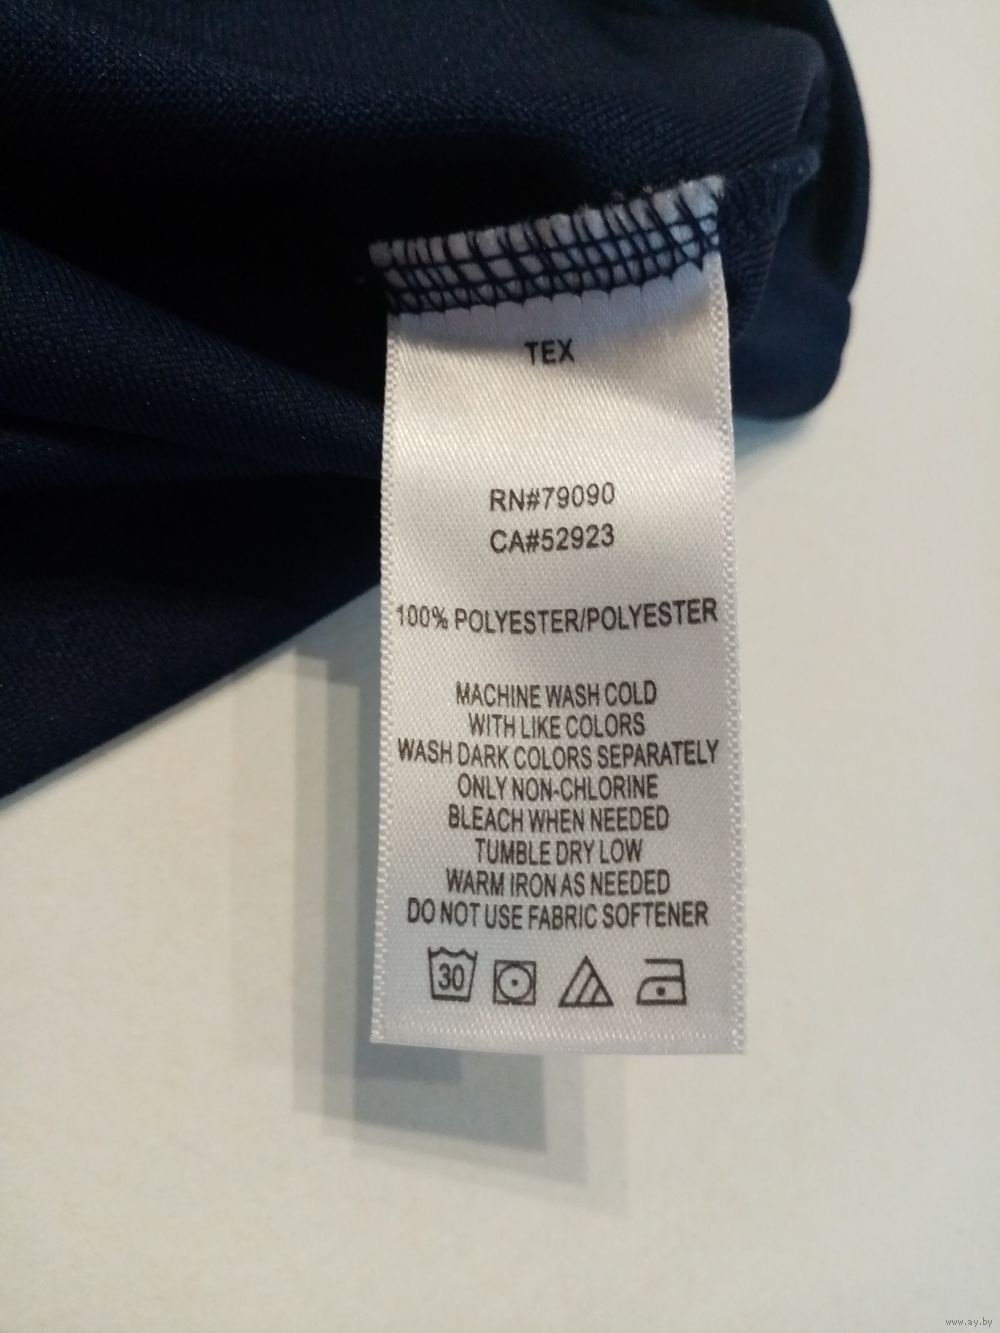 TEX
RN#79090
CA#52923
100% POLYESTER/POLYESTER
MACHINE WASH COLD
WITH LIKE COLORS
WASH DARK COLORS SEPARATELY
ONLY NON-CHLORINE
BLEACH WHEN NEEDED
TUMBLE DRY LOW
WARM IRON AS NEEDED
DO NOT USE FABRIC SOFTENER
30
www.ay.by